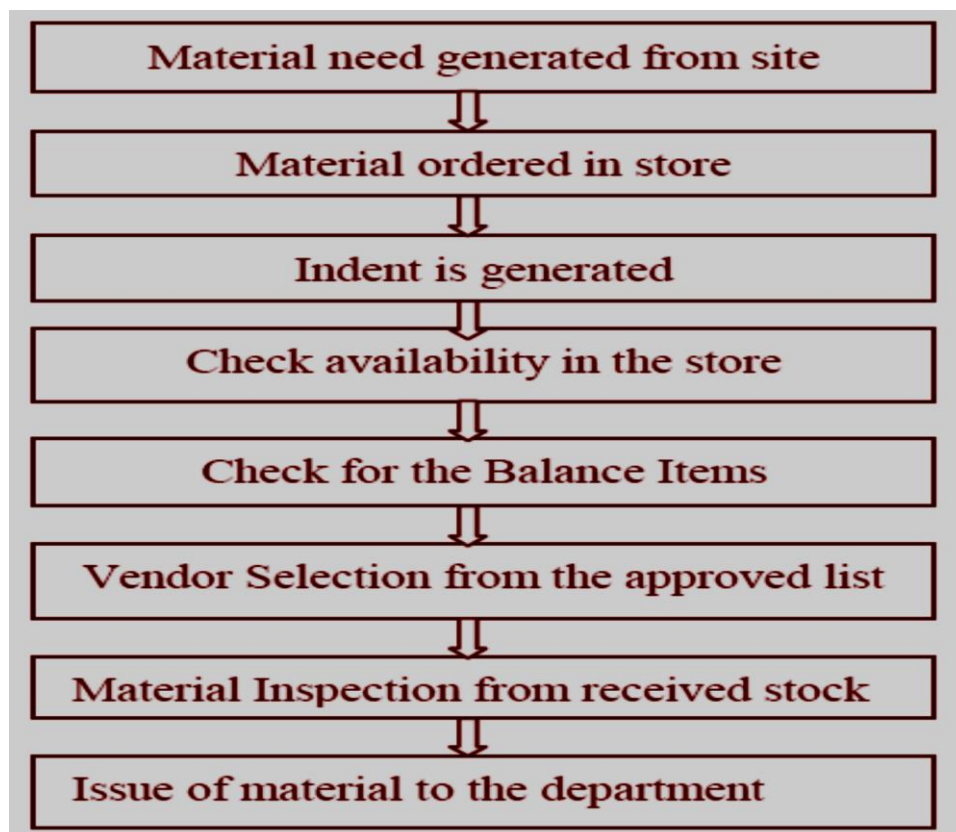 Material need generated from site
Material ordered in store
Indent is generated
Check availability in the store
Check for the Balance Items
Vendor Selection from the approved list
Material Inspection from received stock
Issue of material to the department